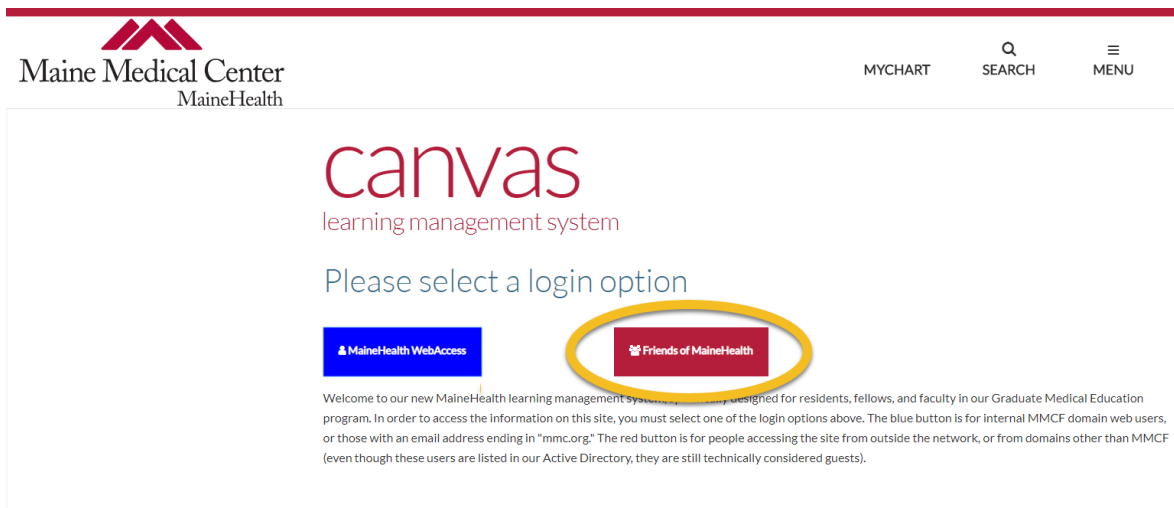 Maine Medical Center
MaineHealth
MYCHART
SEARCH
MENU
canvas
learning management system
Please select a login option
MaineHealth WebAccess
Friends of MaineHealth
Welcome to our new MaineHealth learning management system, designed for residents, fellows, and faculty in our Graduate Medical Education
program. In order to access the information on this site, you must select one of the login options above. The blue button is for internal MMCF domain web users,
or those with an email address ending in "mmc.org." The red button is for people accessing the site from outside the network, or from domains other than MMCF
(even though these users are listed in our Active Directory, they are still technically considered guests).